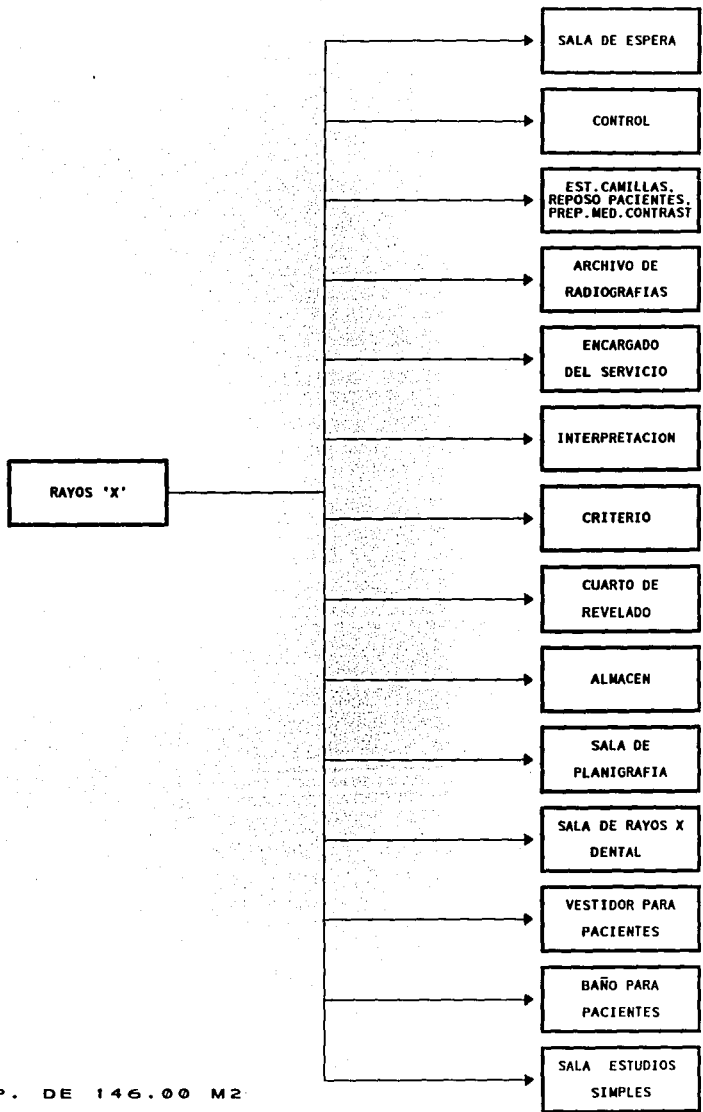 SALA DE ESPERA
CONTROL
EST.CAMILLAS.
REPOSO PACIENTES.
PREP.MED.CONTRAST
ARCHIVO DE
RADIOGRAFIAS
ENCARGADO
DEL SERVICIO
INTERPRETACION
RAYOS 'X'
CRITERIO
CUARTO DE
REVELADO
ALMACEN
SALA DE
PLANIGRAFIA
SALA DE RAYOS X
DENTAL
VESTIDOR PARA
PACIENTES
BAÑO PARA
PACIENTES
SALA ESTUDIOS
SIMPLES
P. DE 146.00 M2